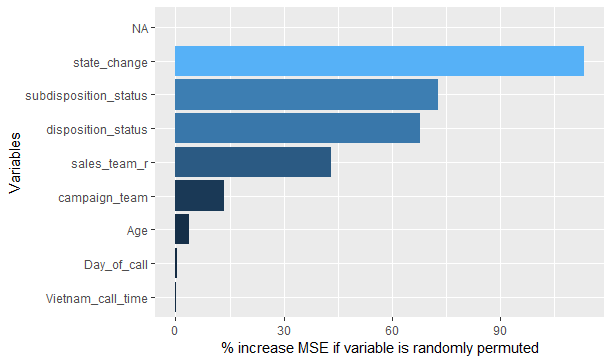 NA
state_change
subdisposition_status
disposition_status
sales_team_r
campaign_team
Age
Day_of_call
Vietnam_call_time
Variables
0 30 60 90
% increase MSE if variable is randomly permuted